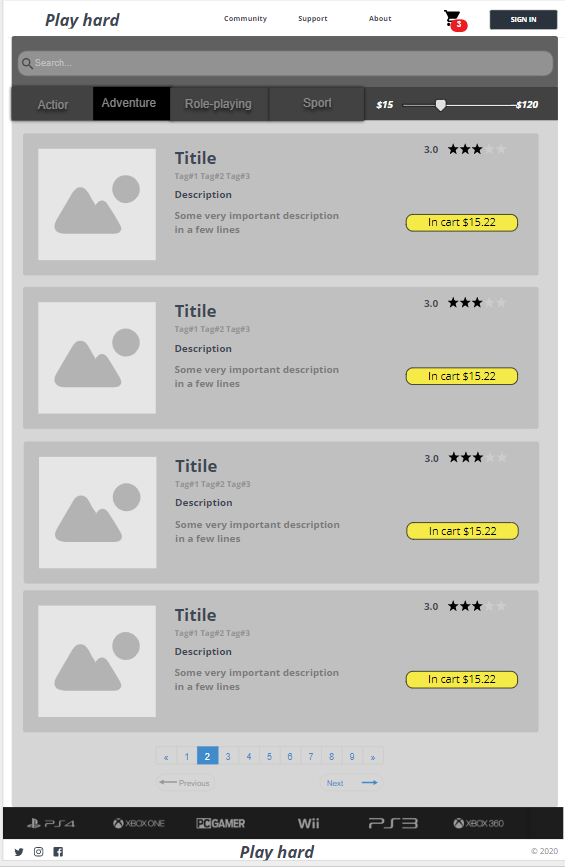 Play hard
Community Support About 3 SIGN IN
Search...
Action Adventure Role-playing Sport $15 $120
Titile 3.0
Tag#1 Tag#2 Tag#3
Description
Some very important description
in a few lines
In cart $15.22
Titile 3.0
Tag#1 Tag#2 Tag#3
Description
Some very important description
in a few lines
In cart $15.22
Titile 3.0
Tag#1 Tag#2 Tag#3
Description
Some very important description
in a few lines
In cart $15.22
Titile 3.0
Tag#1 Tag#2 Tag#3
Description
Some very important description
in a few lines
In cart $15.22
« 1 2 3 4 5 6 7 8 9 »
Previous Next
PS4 XBOX ONE PC GAMER Wii PS3 XBOX 360
Play hard © 2020